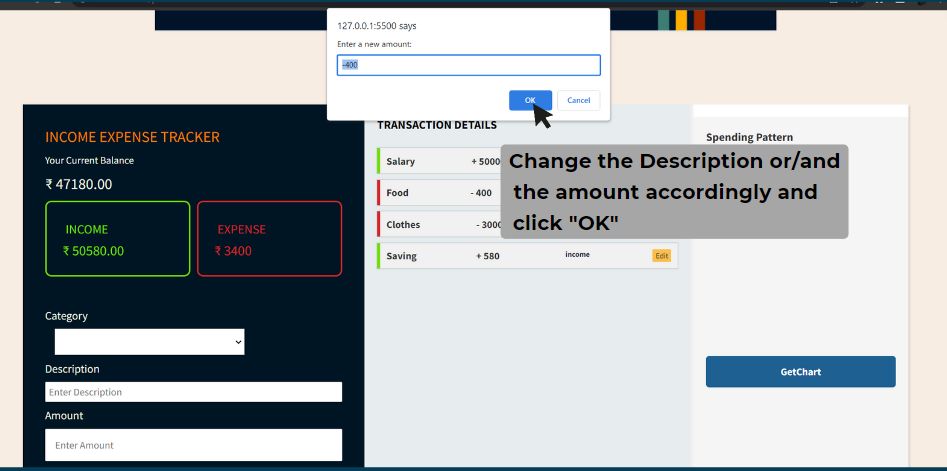 127.0.0.1:5500 says
Enter a new amount:
-400
OK
Cancel
INCOME EXPENSE TRACKER
Your Current Balance
₹ 47180.00
INCOME
₹ 50580.00
EXPENSE
₹ 3400
Category
Description
Enter Description
Amount
Enter Amount
TRANSACTION DETAILS
Salary + 5000
Food - 400
Clothes - 3000
Saving + 580 income Edit
Change the Description or/and
the amount accordingly and
click "OK"
Spending Pattern
GetChart